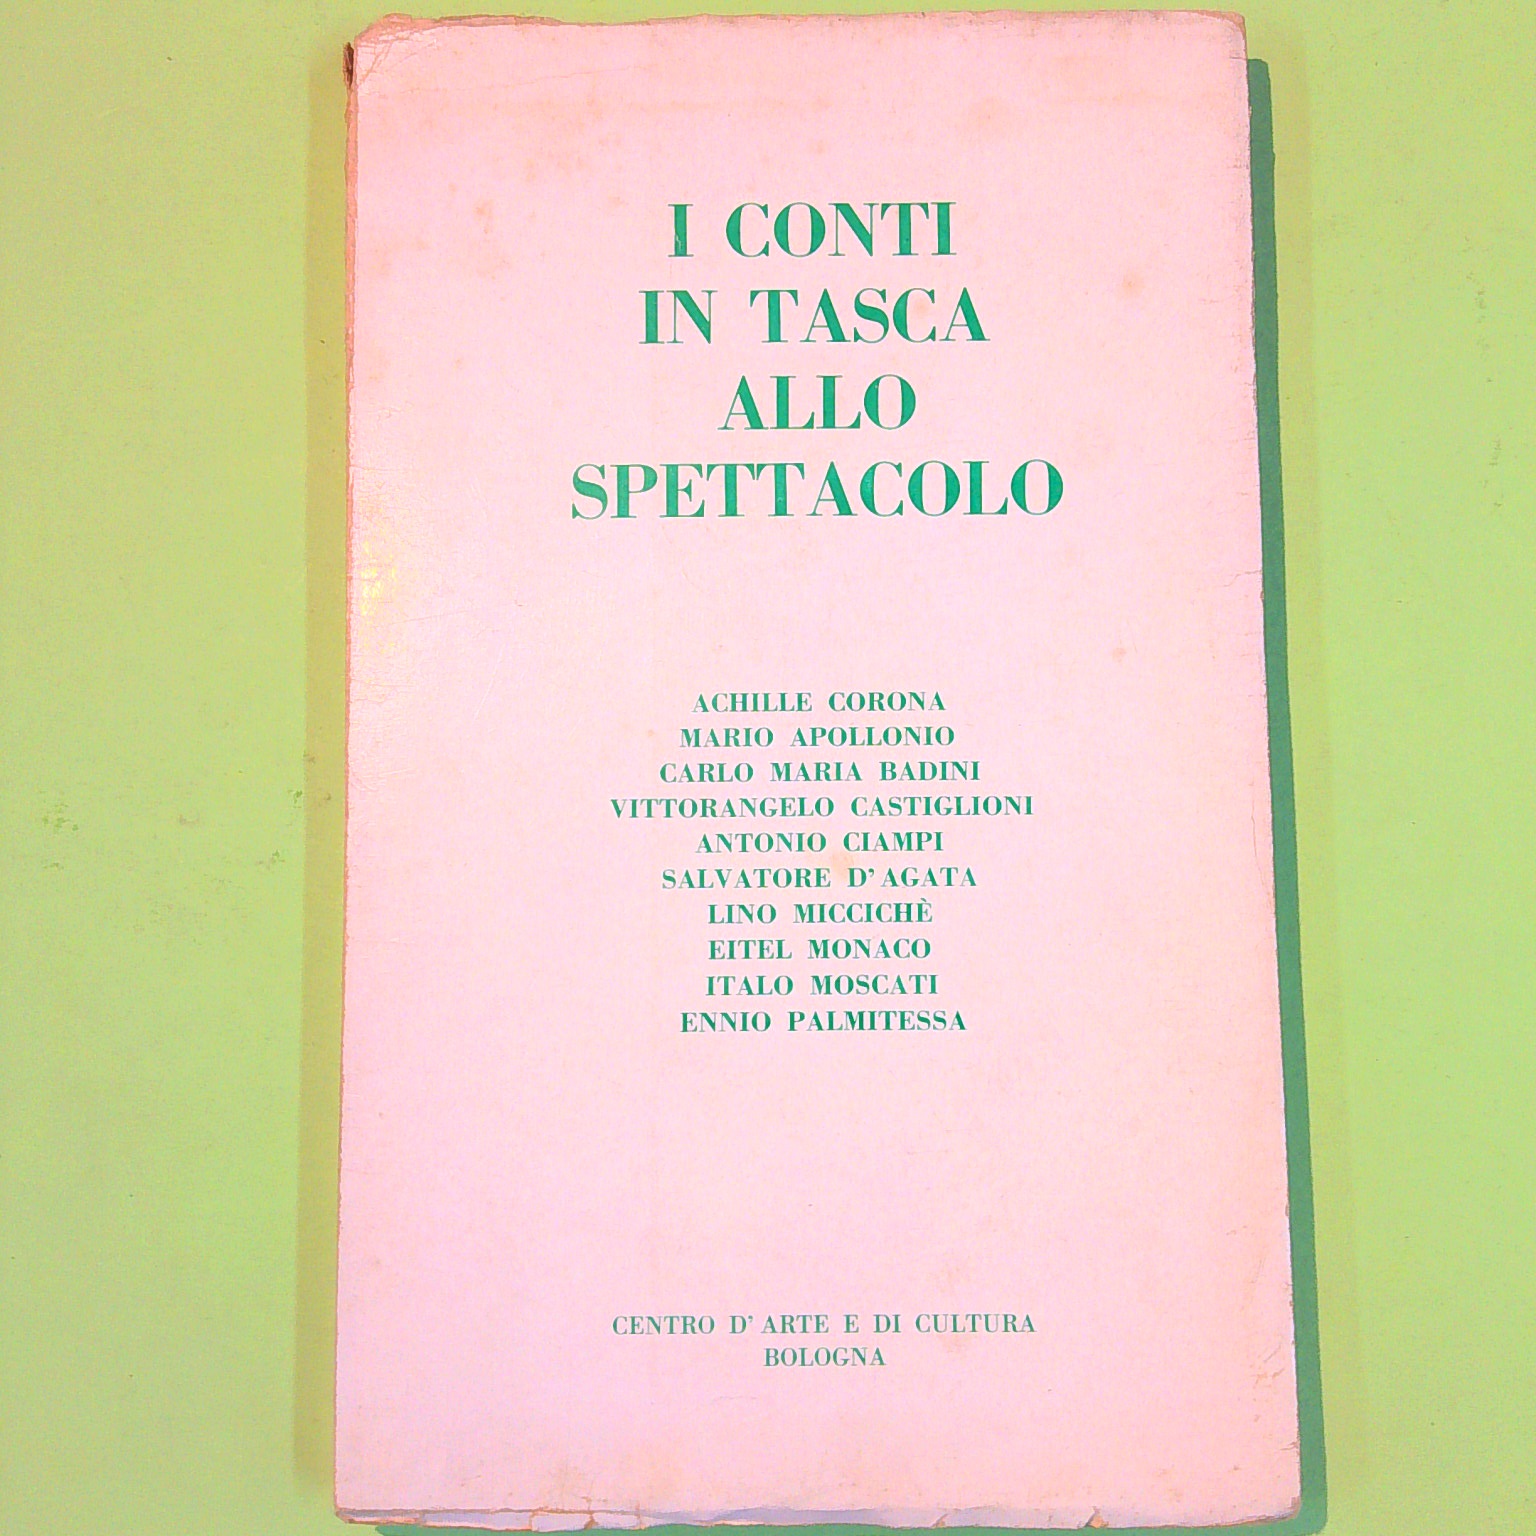 I CONTI
IN TASCA
ALLO
SPETTACOLO
ACHILLE CORONA
MARIO APOLLONIO
CARLO MARIA BADINI
VITTORANGELO CASTIGLIONI
ANTONIO CIAMPI
SALVATORE D'AGATA
LINO MICCICHÈ
EITEL MONACO
ITALO MOSCATI
ENNIO PALMITESSA
CENTRO D'ARTE E DI CULTURA
BOLOGNA